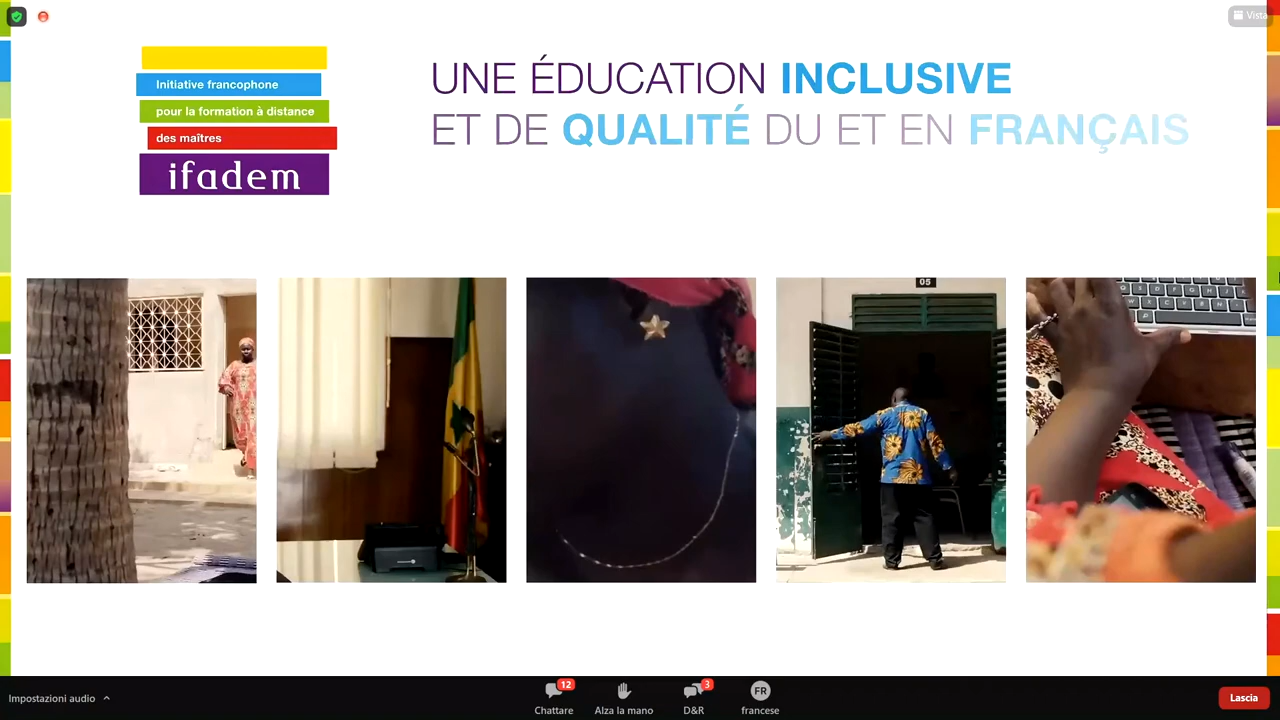 Vista
UNE ÉDUCATION INCLUSIVE
ET DE QUALITÉ DU ET EN FRANÇAIS
Initiative francophone
pour la formation à distance
des maîtres
ifadem
05
Impostazioni audio
12
Chattare
Alza la mano
3
D&R
FR
francese
Lascia